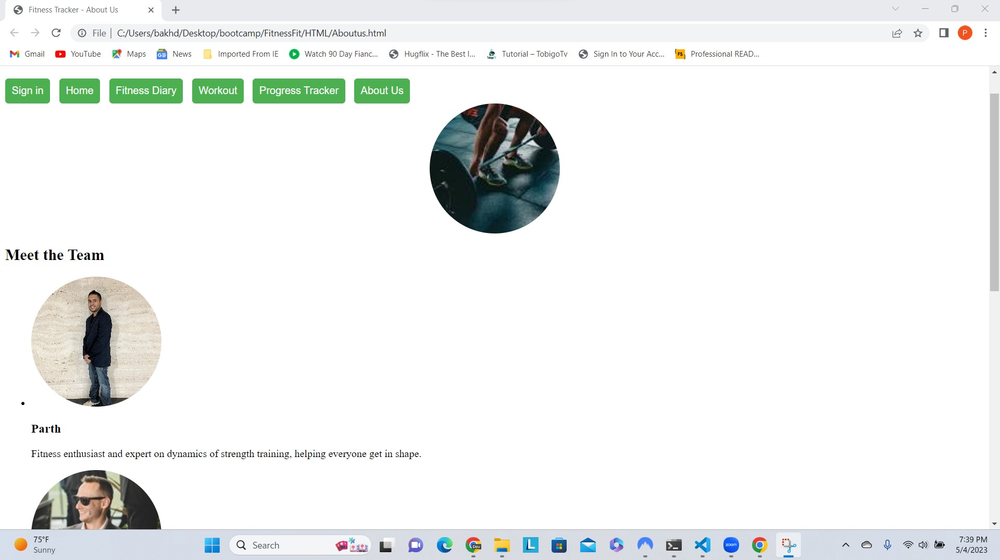 Fitness Tracker - About Us
File | C:/Users/bakhd/Desktop/bootcamp/FitnessFit/HTML/Aboutus.html
P
Gmail YouTube Maps News Imported From IE Watch 90 Day Fianc... Hugflix - The Best I... Tutorial – TobigoTv Sign In to Your Acc... Professional READ...
Sign in Home Fitness Diary Workout Progress Tracker About Us
Meet the Team
Parth
Fitness enthusiast and expert on dynamics of strength training, helping everyone get in shape.
75°F
Sunny
Search
Dev
L
zoom
7:39 PM
5/4/2023